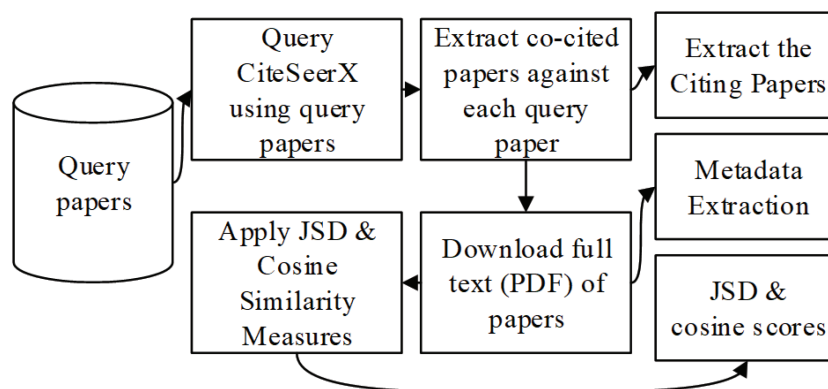 Query
papers
Query
CiteSeerX
using query
papers
Extract co-cited
papers against
each query
paper
Extract the
Citing Papers
Metadata
Extraction
Apply JSD &
Cosine
Similarity
Measures
Download full
text (PDF) of
papers
JSD &
cosine scores